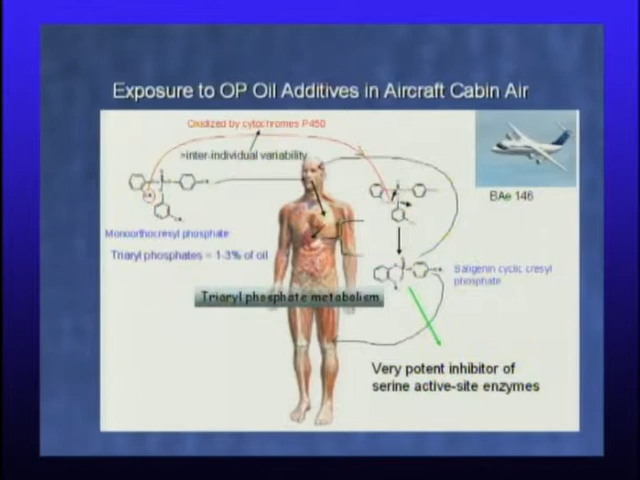 Exposure to OP Oil Additives in Aircraft Cabin Air
Oxidized by cytochromes P450
>inter-individual variability
BAe 146
Monoorthocresyl phosphate
Triaryl phosphates = 1-3% of oil
Saligenin cyclic cresyl
phosphate
Triaryl phosphate metabolism
Very potent inhibitor of
serine active-site enzymes